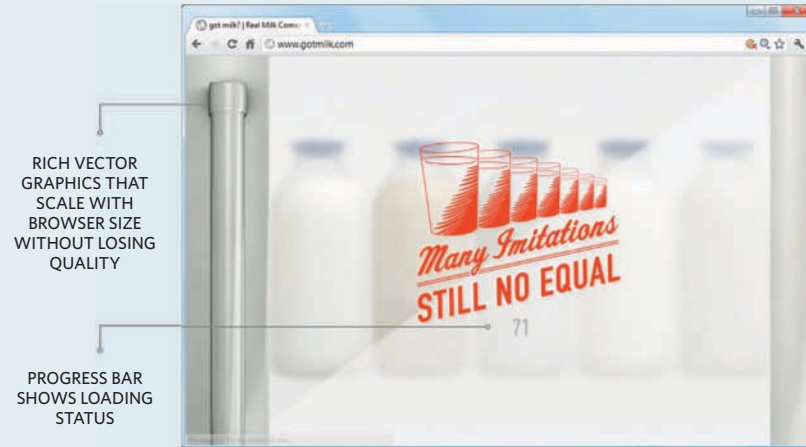 got milk? | Real Milk Comes
www.gotmilk.com
RICH VECTOR
GRAPHICS THAT
SCALE WITH
BROWSER SIZE
WITHOUT LOSING
QUALITY
Many Imitations
STILL NO EQUAL
71
PROGRESS BAR
SHOWS LOADING
STATUS